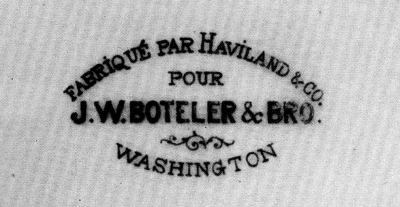 FABRIQUÉ PAR HAVILAND & CO.
POUR
J. W. BOTELER & BRO.
WASHINGTON